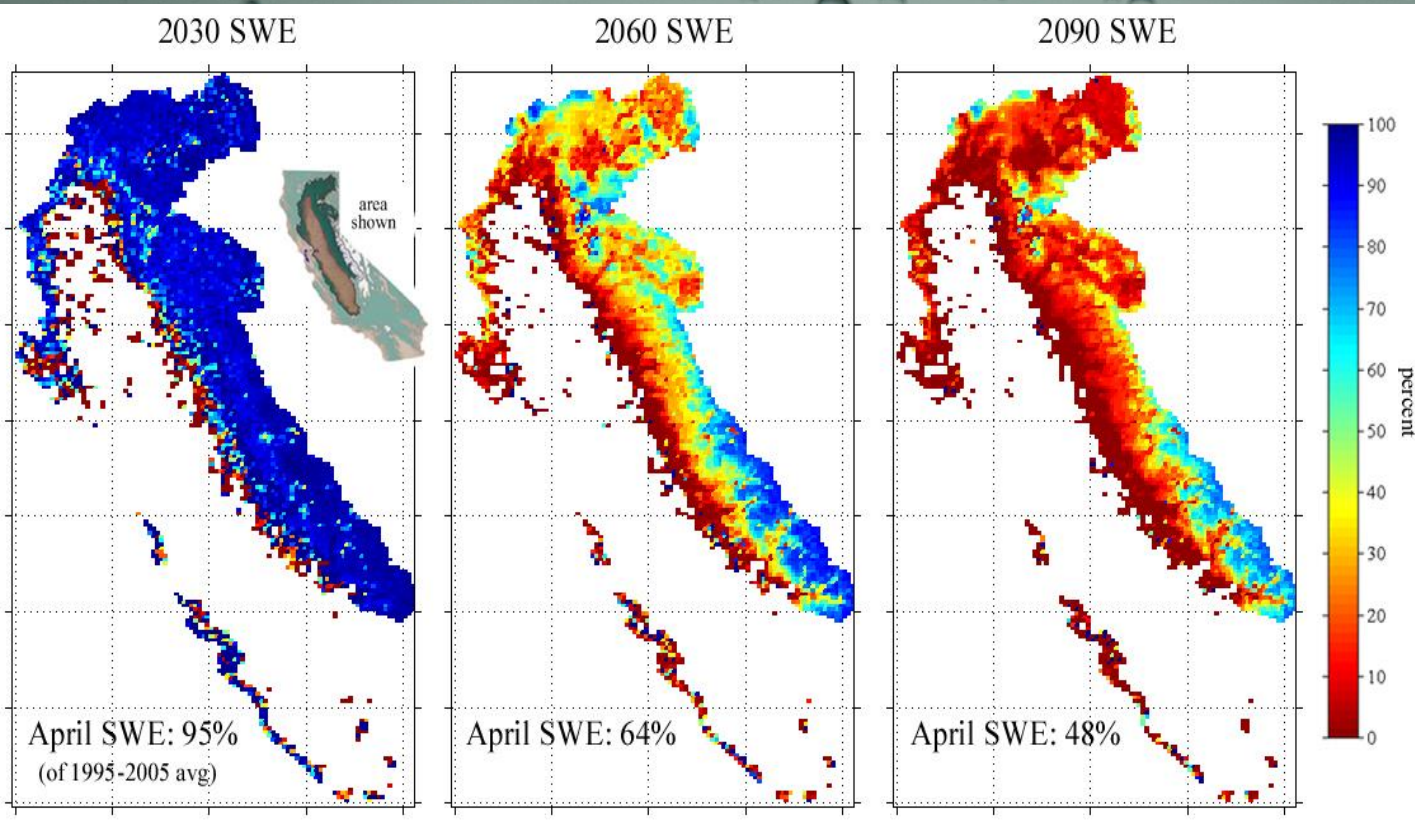 2030 SWE
2060 SWE
2090 SWE
area
shown
100
90
80
70
60
50
40
30
20
10
0
percent
April SWE: 95%
(of 1995-2005 avg)
April SWE: 64%
April SWE: 48%